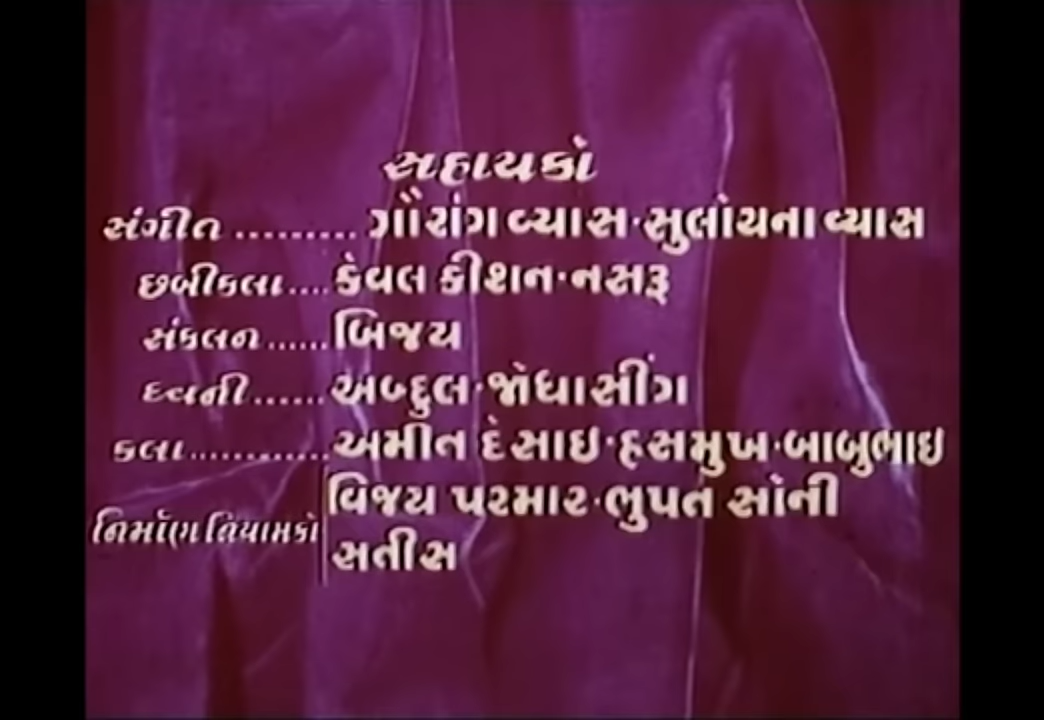 સહાયકો
સંગીત .......... ગૌરાંગ વ્યાસ·સુલોચના વ્યાસ
છબીકલા.... કેવલ કીશન·નસરૂ
સંકલન ...... બિજય
ધ્વની...... અબ્દુલ·જોધાસીંગ
કલા............ અમીત દેસાઇ·હસમુખ·બાબુભાઇ
નિર્માણ નિયામકો વિજય પરમાર·ભુપત સોની
સતીસ